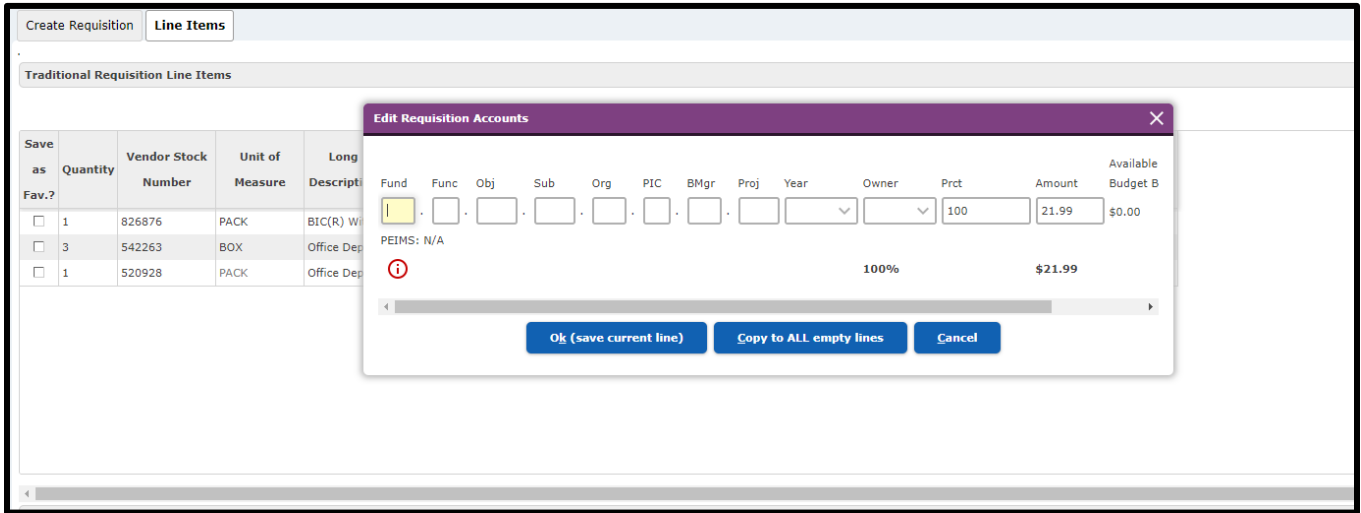 Create Requisition Line Items
Traditional Requisition Line Items
Edit Requisition Accounts
Save as Fav.? Quantity Vendor Stock Number Unit of Measure Long Descripti
1 826876 PACK BIC(R) Wi
3 542263 BOX Office Dep
1 520928 PACK Office Dep
Fund Func Obj Sub Org PIC BMgr Proj Year Owner Prct Amount Available Budget B
. . . . . . . 100 21.99 $0.00
PEIMS: N/A
100% $21.99
Ok (save current line) Copy to ALL empty lines Cancel